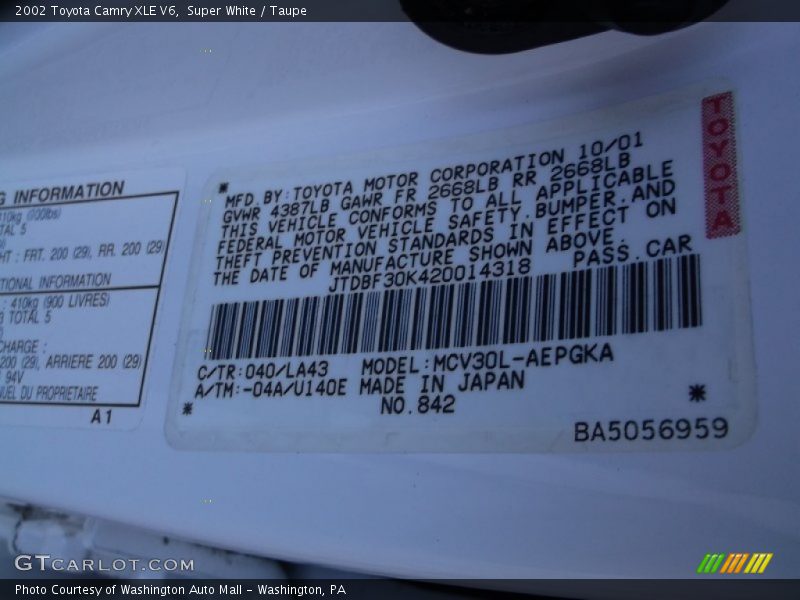 2002 Toyota Camry XLE V6, Super White / Taupe
G INFORMATION
TOTAL 5
HT : FRT. 200 (29), RR. 200 (29)
TIONAL INFORMATION
: 410kg (900 LIVRES)
TOTAL 5
CHARGE :
200 (29), ARRIERE 200 (29)
94V
NUEL DU PROPRIETAIRE
A1
MFD.BY:TOYOTA MOTOR CORPORATION 10/01
GVWR 4387LB GAWR FR 2668LB RR 2668LB
THIS VEHICLE CONFORMS TO ALL APPLICABLE
FEDERAL MOTOR VEHICLE SAFETY,BUMPER,AND
THEFT PREVENTION STANDARDS IN EFFECT ON
THE DATE OF MANUFACTURE SHOWN ABOVE.
JTDBF30K420014318 PASS.CAR
C/TR:040/LA43 MODEL:MCV30L-AEPGKA
A/TM:-04A/U140E MADE IN JAPAN
NO.842
BA5056959
TOYOTA
GTCarLot.com
Photo Courtesy of Washington Auto Mall - Washington, PA